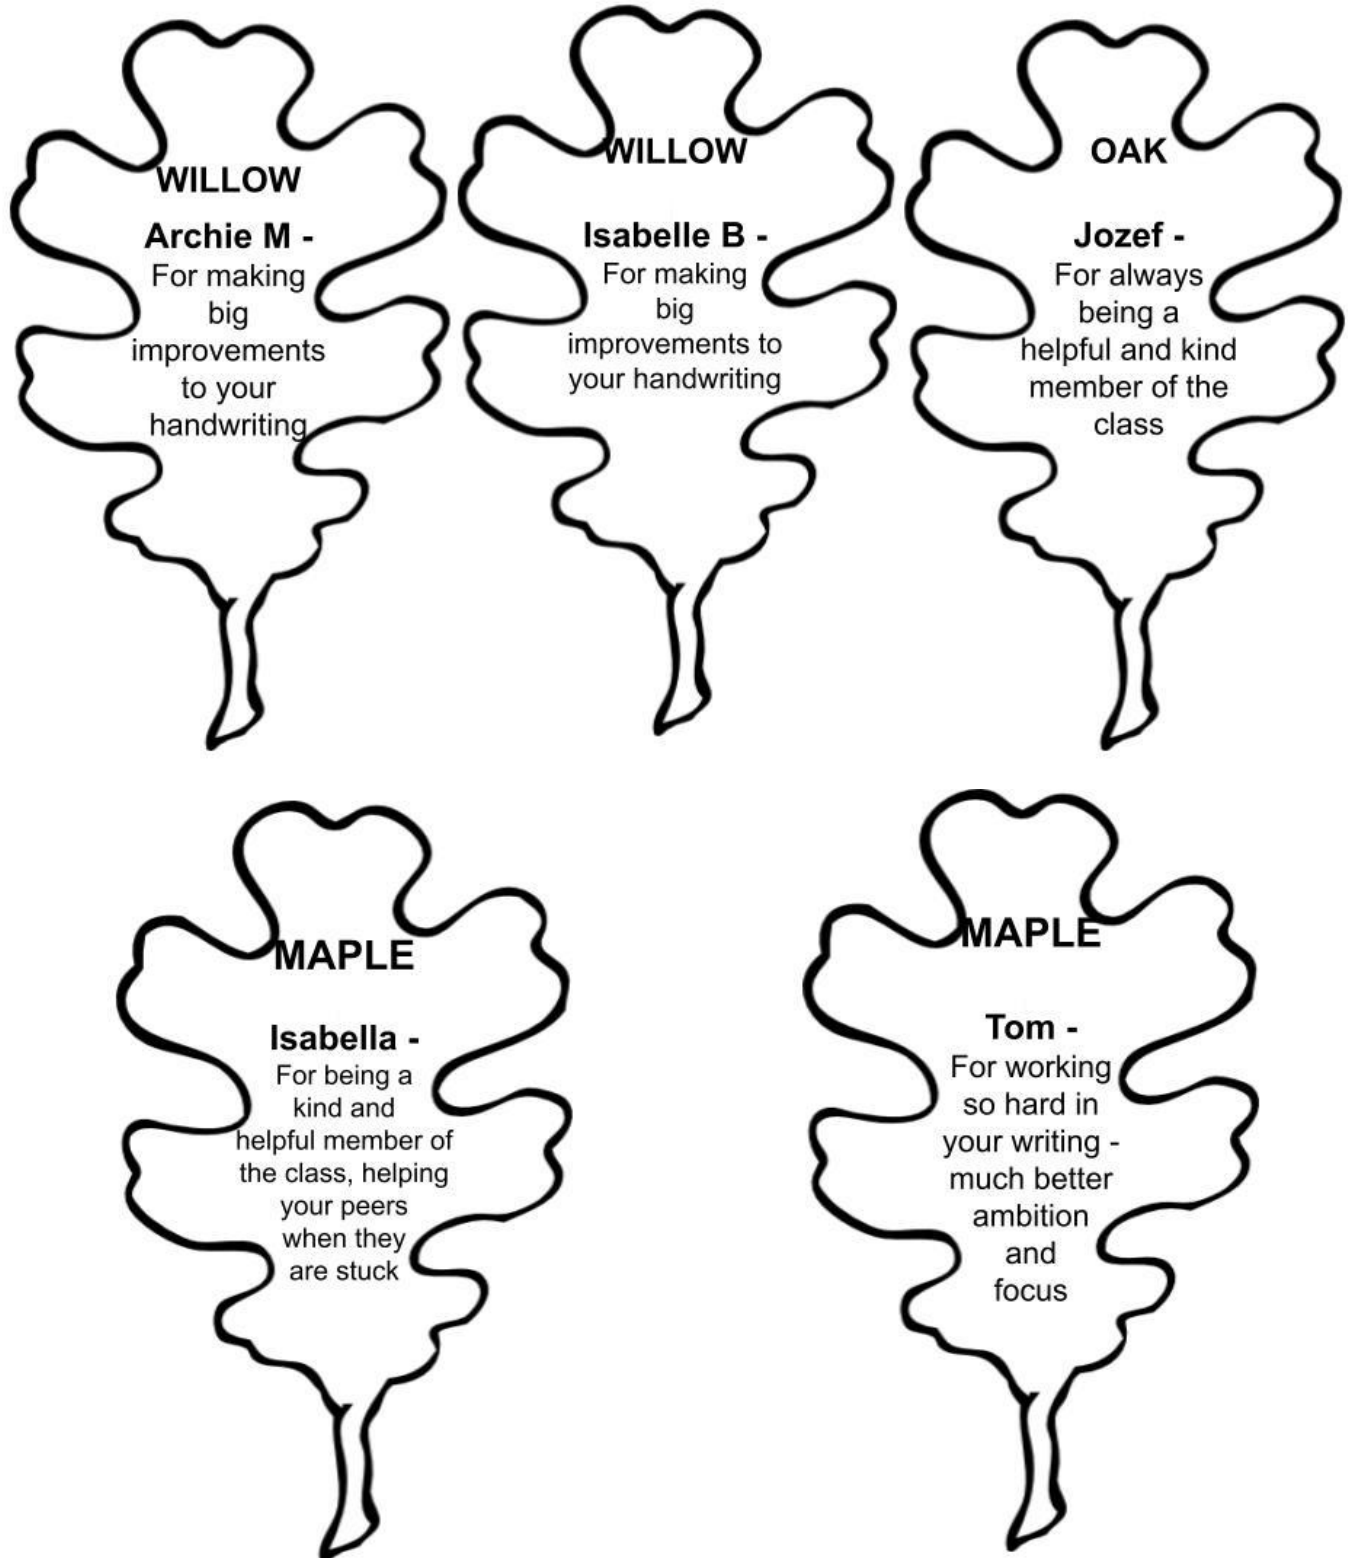 WILLOW
Archie M -
For making
big
improvements
to your
handwriting
WILLOW
Isabelle B -
For making
big
improvements to
your handwriting
OAK
Jozef -
For always
being a
helpful and kind
member of the
class
MAPLE
Isabella -
For being a
kind and
helpful member of
the class, helping
your peers
when they
are stuck
MAPLE
Tom -
For working
so hard in
your writing -
much better
ambition
and
focus